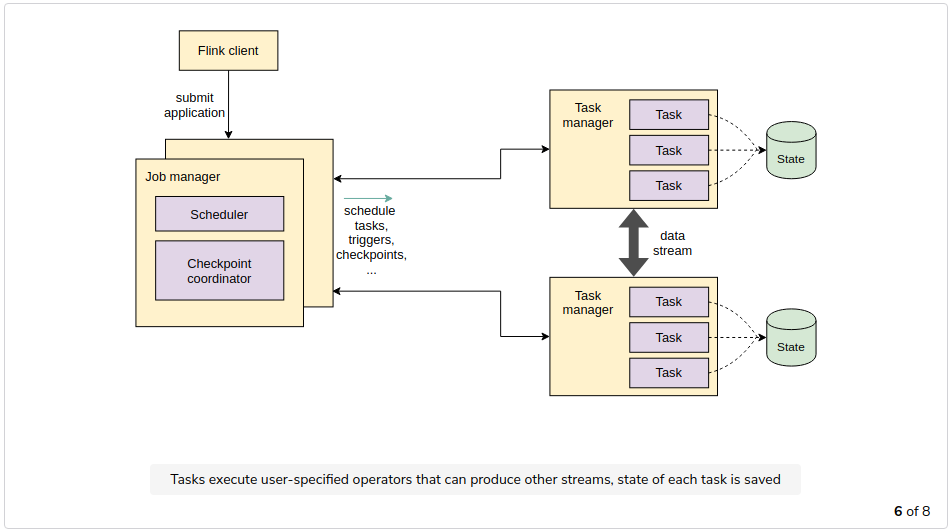 Flink client
submit
application
Job manager
Scheduler
Checkpoint
coordinator
schedule
tasks,
triggers,
checkpoints,
...
Task
manager
Task
Task
Task
State
data
stream
Task
manager
Task
Task
Task
State
Tasks execute user-specified operators that can produce other streams, state of each task is saved
6 of 8